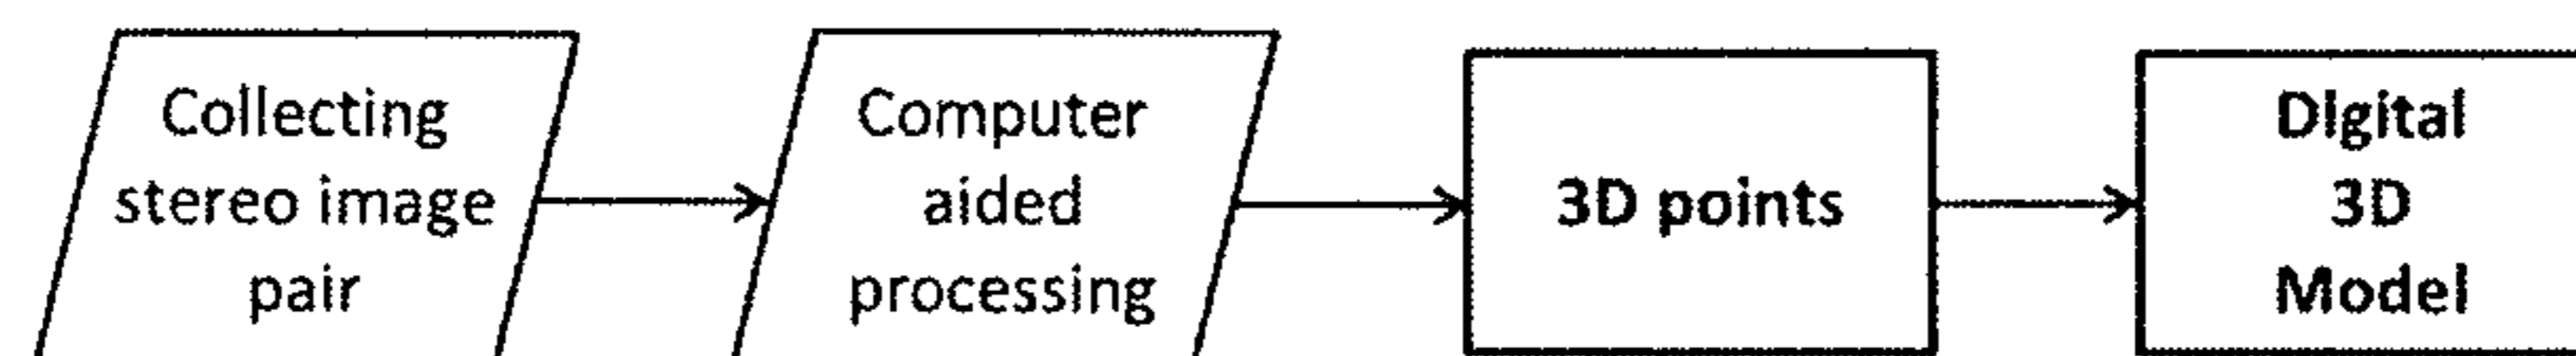 Collecting
stereo image
pair
Computer
aided
processing
3D points
Digital
3D
Model